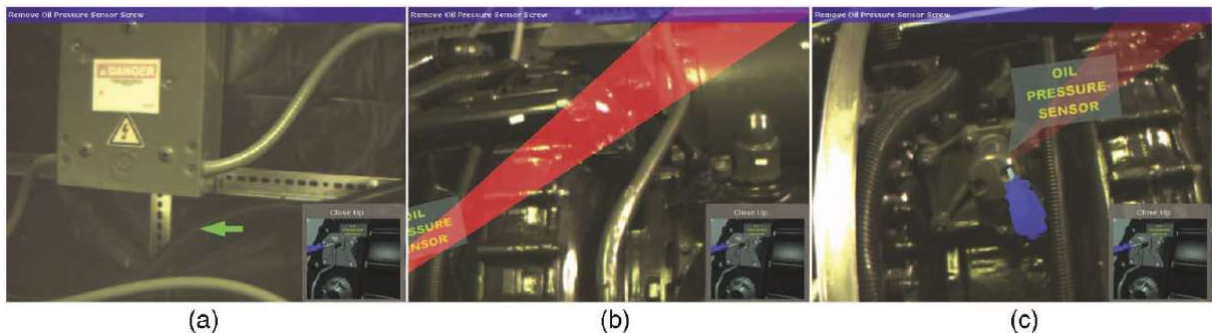 Remove Oil Pressure Sensor Screw
DANGER
Close Up
(a)
Remove Oil Pressure Sensor Screw
OIL
SSURE
NSOR
Close Up
(b)
Remove Oil Pressure Sensor Screw
OIL
PRESSURE
SENSOR
Close Up
(c)